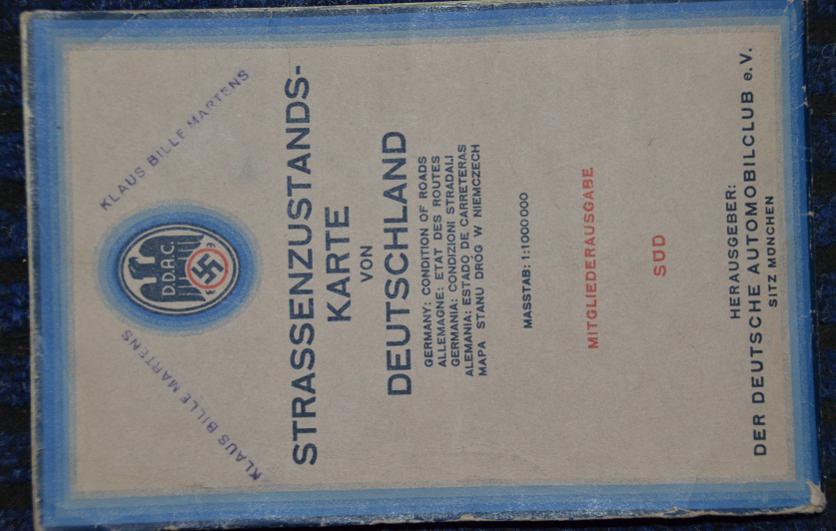 KLAUS BILLE MARTENS
KLAUS BILLE MARTENS
D.D.A.C.
STRASSENZUSTANDS-
KARTE
VON
DEUTSCHLAND
GERMANY: CONDITION OF ROADS
ALLEMAGNE: ETAT DES ROUTES
GERMANIA: CONDIZIONI STRADALI
ALEMANIA: ESTADO DE CARRETERAS
MAPA STANU DRÓG W NIEMCZECH
MASSTAB: 1:1000000
MITGLIEDERAUSGABE
SÜD
HERAUSGEBER:
DER DEUTSCHE AUTOMOBILCLUB e.V.
SITZ MÜNCHEN